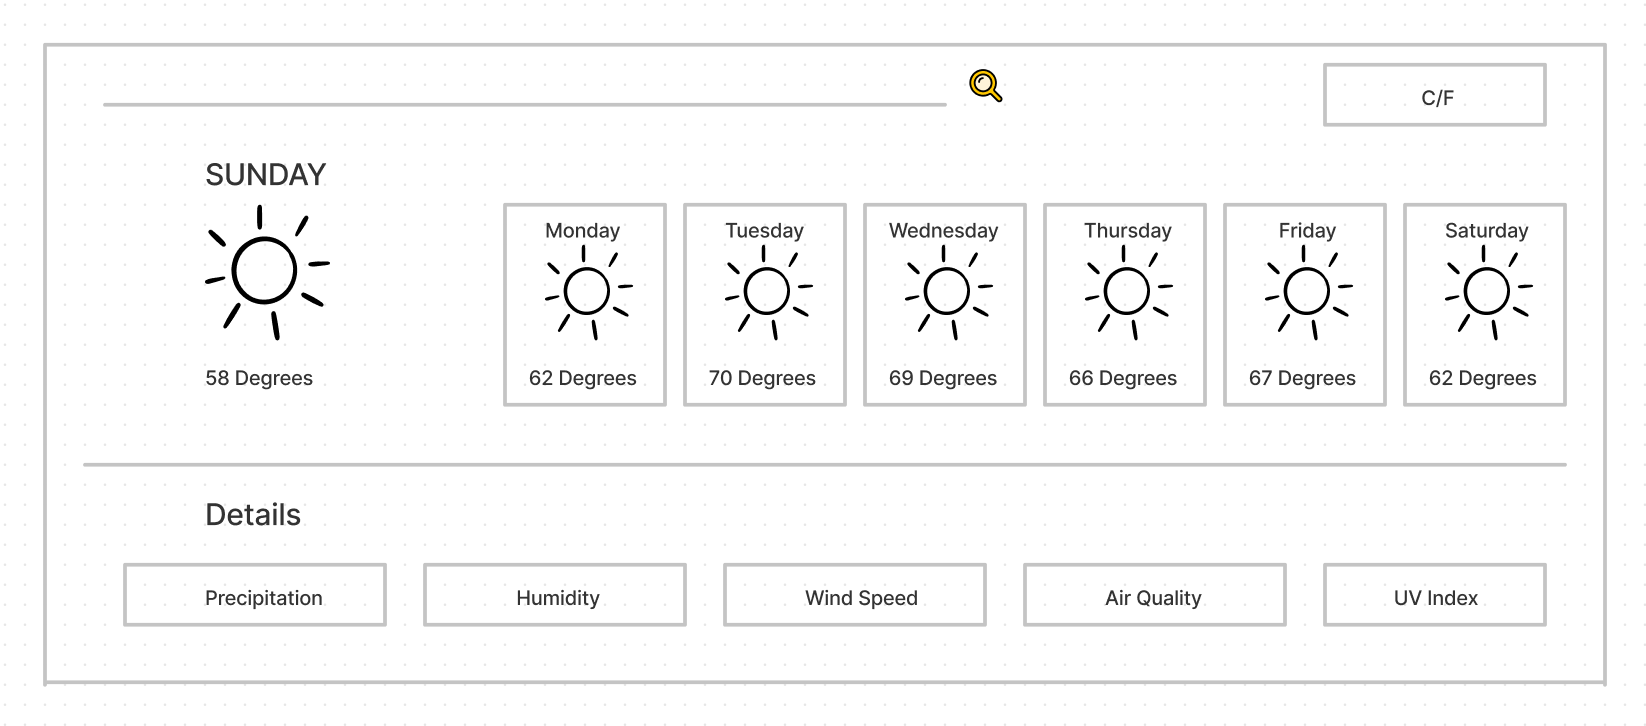 C/F
SUNDAY
58 Degrees
Monday
62 Degrees
Tuesday
70 Degrees
Wednesday
69 Degrees
Thursday
66 Degrees
Friday
67 Degrees
Saturday
62 Degrees
Details
Precipitation
Humidity
Wind Speed
Air Quality
UV Index